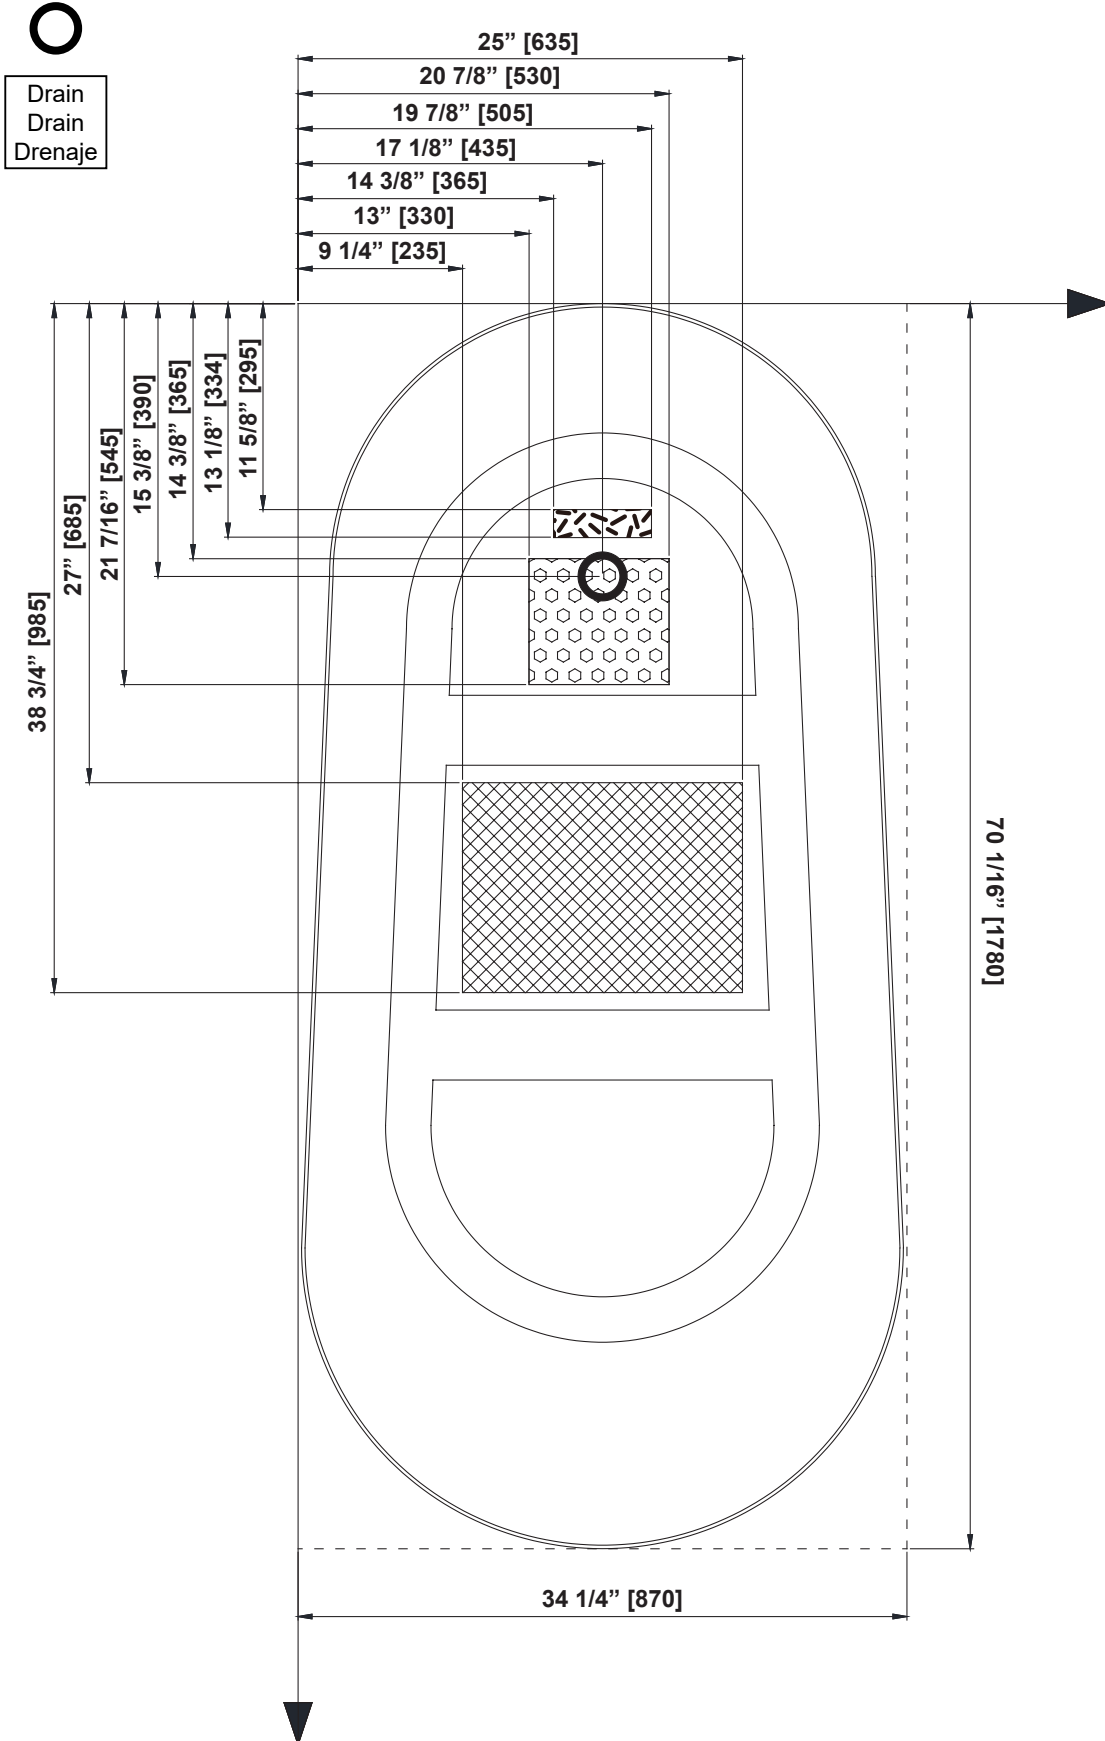 Drain
Drain
Drenaje
25” [635]
20 7/8” [530]
19 7/8” [505]
17 1/8” [435]
14 3/8” [365]
13” [330]
9 1/4” [235]
38 3/4” [985]
27” [685]
21 7/16” [545]
15 3/8” [390]
14 3/8” [365]
13 1/8” [334]
11 5/8” [295]
70 1/16” [1780]
34 1/4” [870]